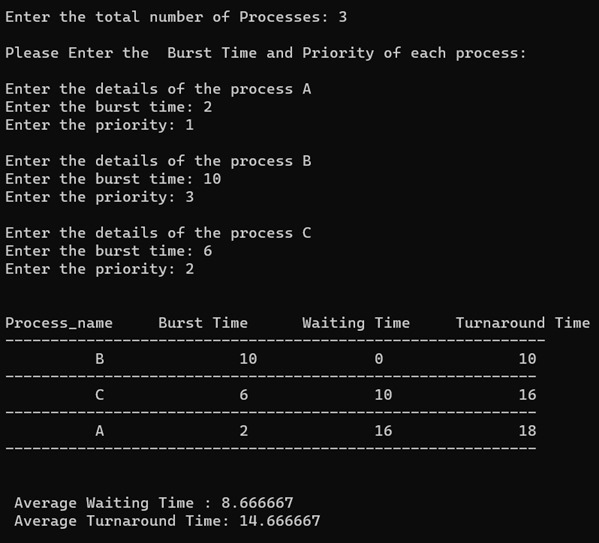 Enter the total number of Processes: 3
Please Enter the  Burst Time and Priority of each process:
Enter the details of the process A
Enter the burst time: 2
Enter the priority: 1
Enter the details of the process B
Enter the burst time: 10
Enter the priority: 3
Enter the details of the process C
Enter the burst time: 6
Enter the priority: 2
Process_name     Burst Time      Waiting Time     Turnaround Time
------------------------------------------------------------
          B               10             0               10
-----------------------------------------------------------
          C               6              10              16
-----------------------------------------------------------
          A               2              16              18
-----------------------------------------------------------
Average Waiting Time : 8.666667
Average Turnaround Time: 14.666667